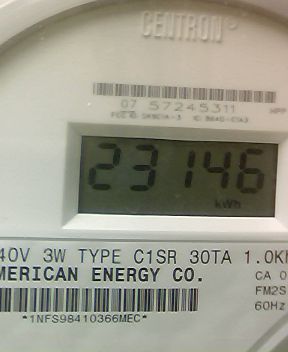 CENTRON®
07 57245311
23146
kWh
40V 3W TYPE C1SR 30TA 1.0K
MERICAN ENERGY CO.
CA 0
FM2S
60Hz
*1NFS98410366MEC*